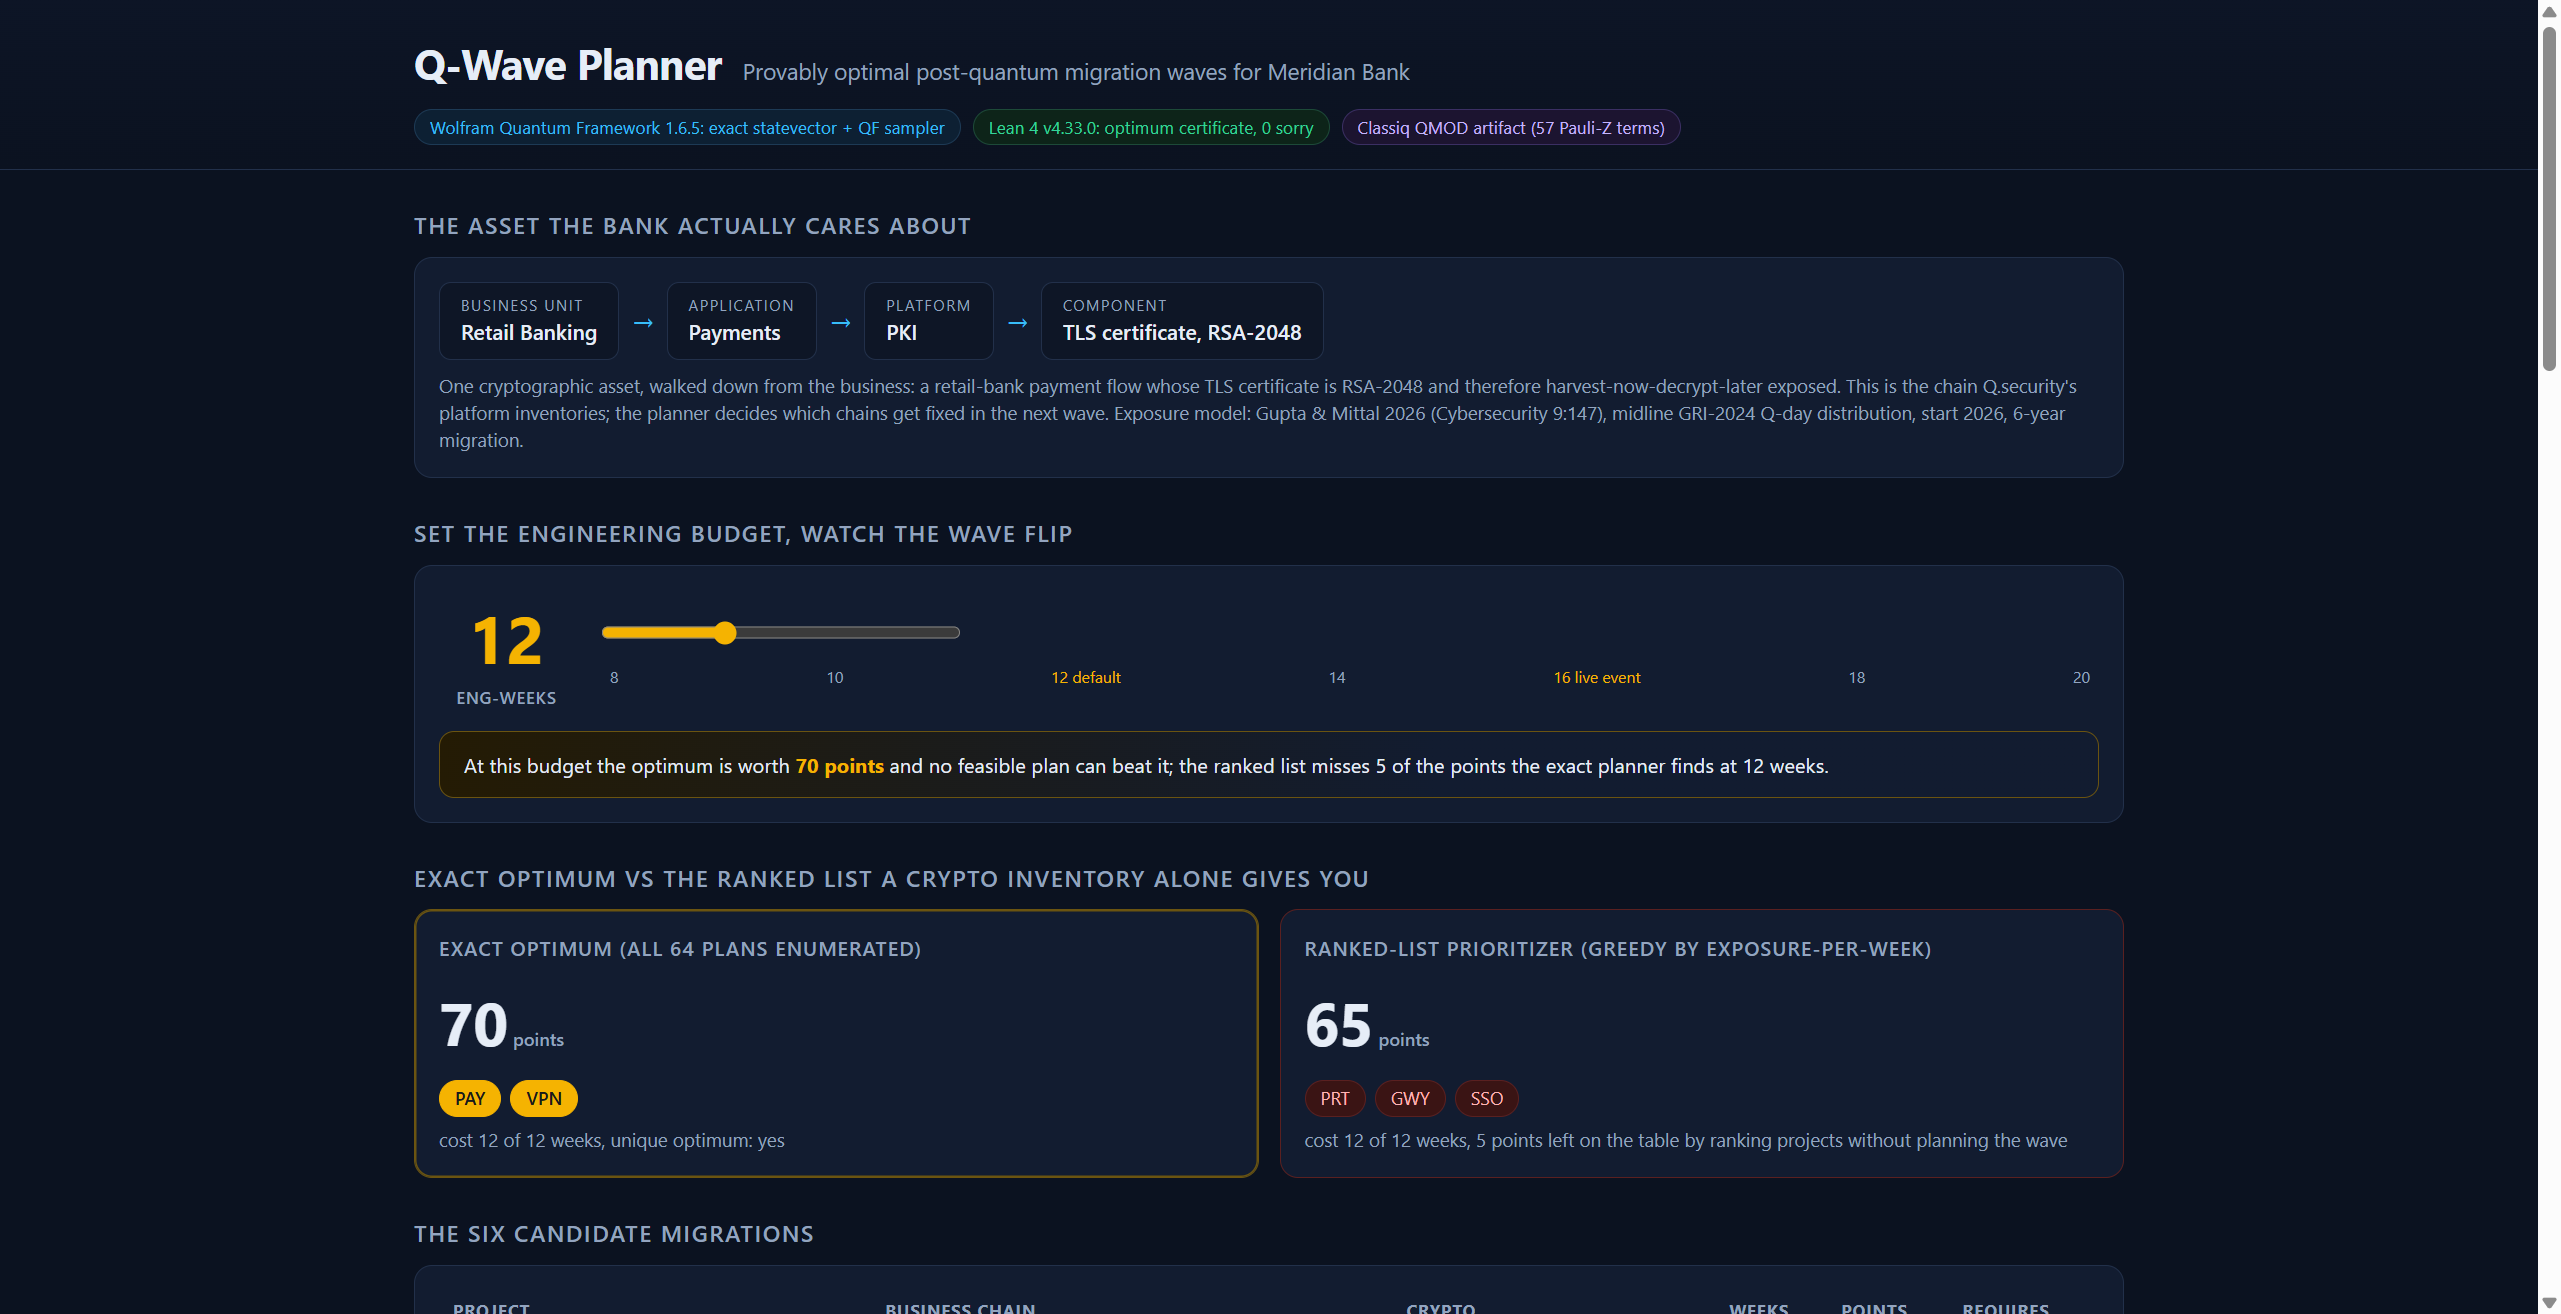 Q-Wave Planner Provably optimal post-quantum migration waves for Meridian Bank
Wolfram Quantum Framework 1.6.5: exact statevector + QF sampler Lean 4 v4.33.0: optimum certificate, 0 sorry Classiq QMOD artifact (57 Pauli-Z terms)
THE ASSET THE BANK ACTUALLY CARES ABOUT
BUSINESS UNIT
Retail Banking
→
APPLICATION
Payments
→
PLATFORM
PKI
→
COMPONENT
TLS certificate, RSA-2048
One cryptographic asset, walked down from the business: a retail-bank payment flow whose TLS certificate is RSA-2048 and therefore harvest-now-decrypt-later exposed. This is the chain Q.security's
platform inventories; the planner decides which chains get fixed in the next wave. Exposure model: Gupta & Mittal 2026 (Cybersecurity 9:147), midline GRI-2024 Q-day distribution, start 2026, 6-year
migration.
SET THE ENGINEERING BUDGET, WATCH THE WAVE FLIP
12
ENG-WEEKS
8 10 12 default 14 16 live event 18 20
At this budget the optimum is worth 70 points and no feasible plan can beat it; the ranked list misses 5 of the points the exact planner finds at 12 weeks.
EXACT OPTIMUM VS THE RANKED LIST A CRYPTO INVENTORY ALONE GIVES YOU
EXACT OPTIMUM (ALL 64 PLANS ENUMERATED)
70 points
PAY VPN
cost 12 of 12 weeks, unique optimum: yes
RANKED-LIST PRIORITIZER (GREEDY BY EXPOSURE-PER-WEEK)
65 points
PRT GWY SSO
cost 12 of 12 weeks, 5 points left on the table by ranking projects without planning the wave
THE SIX CANDIDATE MIGRATIONS
PROJECT BUSINESS CHAIN CRYPTO WEEKS POINTS REQUIRES